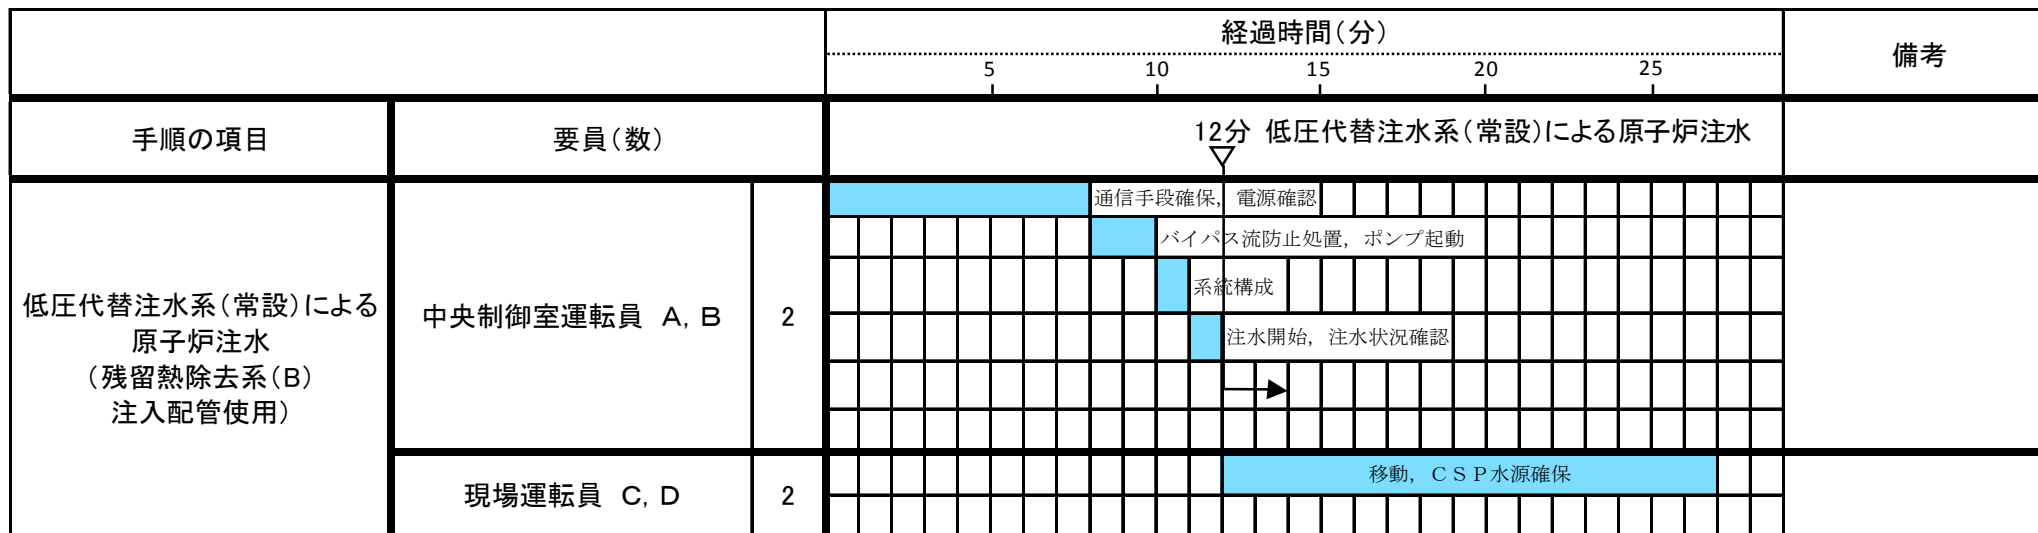 経過時間（分）
備考
5 10 15 20 25
手順の項目
要員（数）
12分 低圧代替注水系（常設）による原子炉注水
低圧代替注水系（常設）による
原子炉注水
（残留熱除去系（B）
注入配管使用）
中央制御室運転員 A，B
2
通信手段確保，電源確認
バイパス流防止処置，ポンプ起動
系統構成
注水開始，注水状況確認
現場運転員 C，D
2
移動，ＣＳＰ水源確保